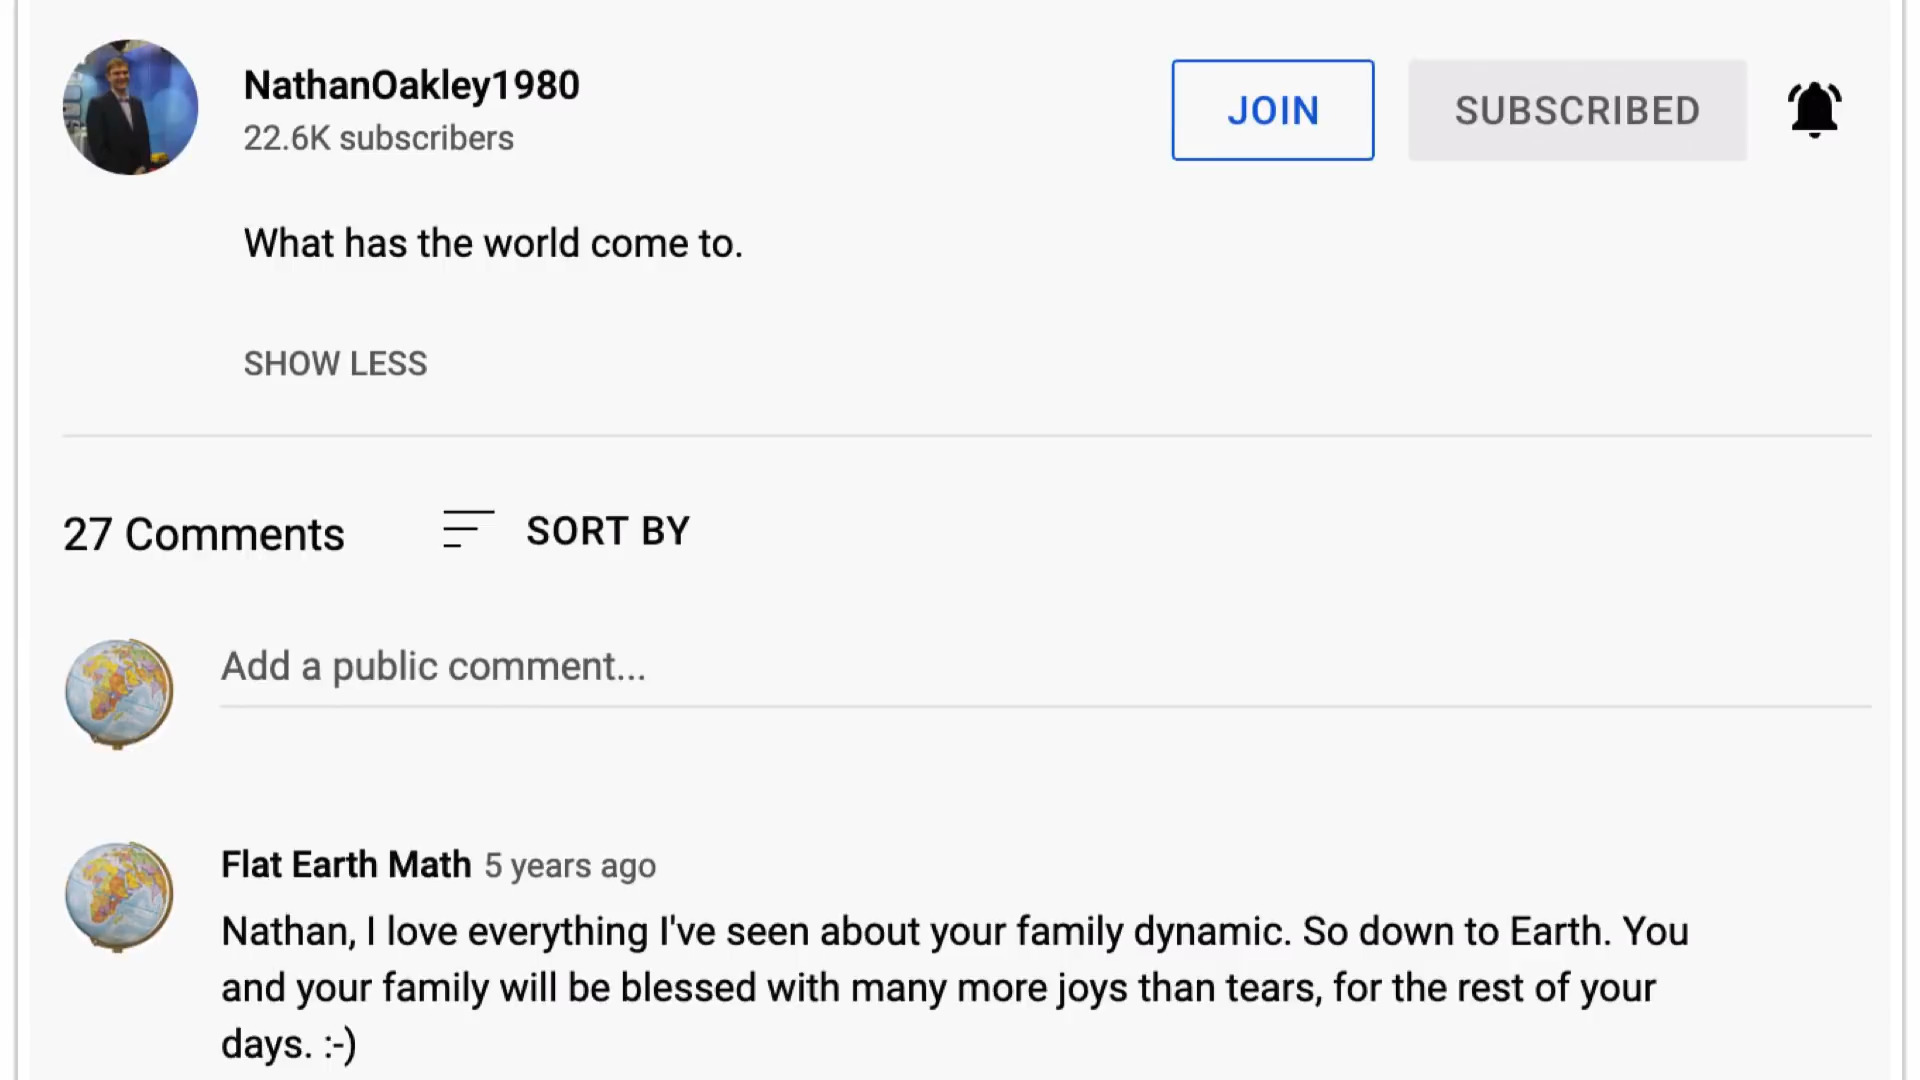 NathanOakley1980
22.6K subscribers
JOIN
SUBSCRIBED
What has the world come to.
SHOW LESS
27 Comments
SORT BY
Add a public comment...
Flat Earth Math 5 years ago
Nathan, I love everything I've seen about your family dynamic. So down to Earth. You
and your family will be blessed with many more joys than tears, for the rest of your
days. :-)